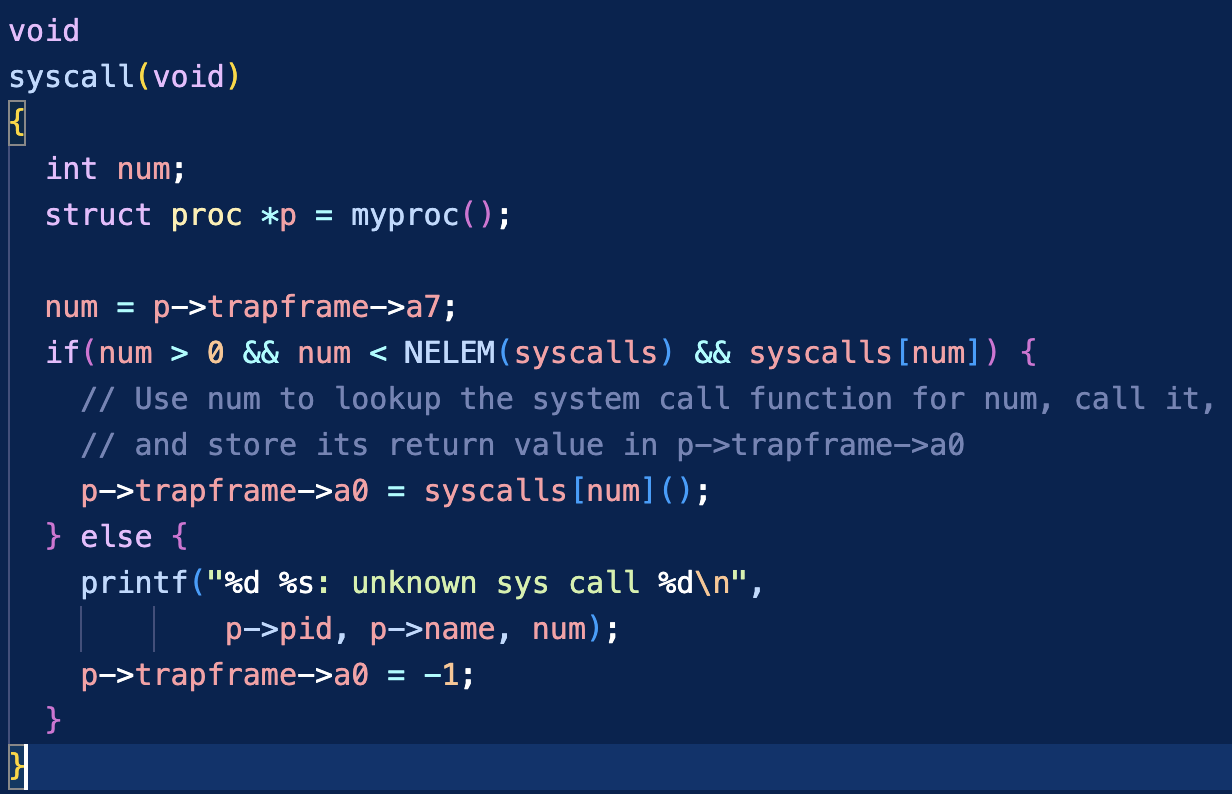 void
syscall(void)
{
  int num;
  struct proc *p = myproc();

  num = p->trapframe->a7;
  if(num > 0 && num < NELEM(syscalls) && syscalls[num]) {
    // Use num to lookup the system call function for num, call it,
    // and store its return value in p->trapframe->a0
    p->trapframe->a0 = syscalls[num]();
  } else {
    printf("%d %s: unknown sys call %d\n",
            p->pid, p->name, num);
    p->trapframe->a0 = -1;
  }
}